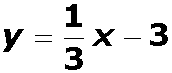 y = 1/3 x − 3